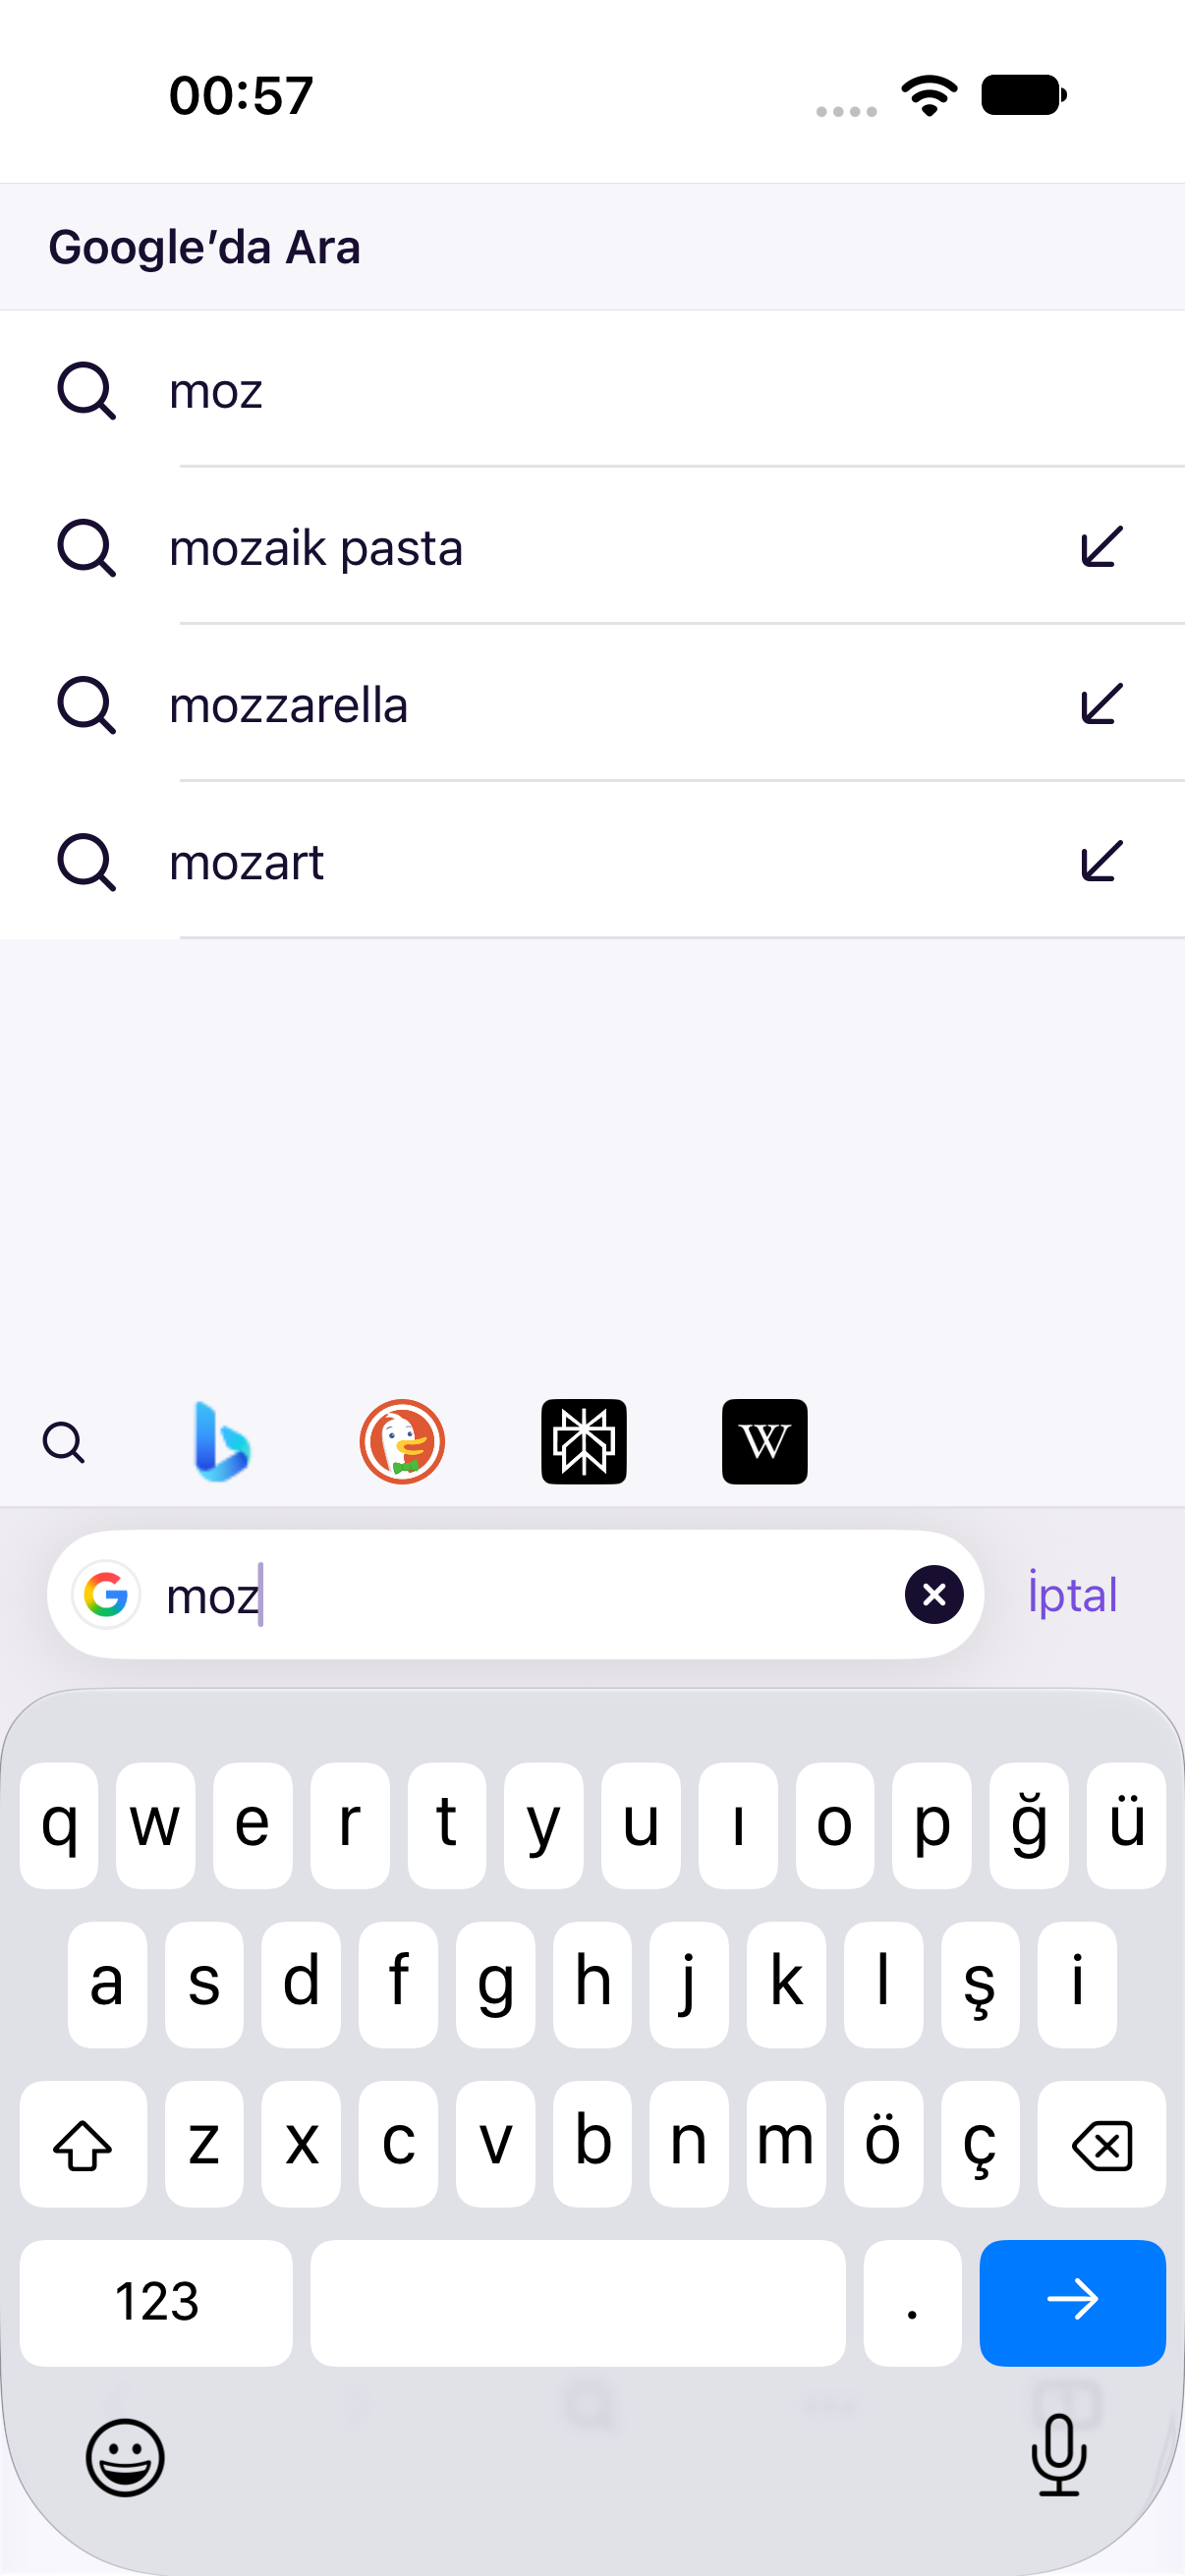 00:57
Google’da Ara
moz
mozaik pasta
mozzarella
mozart
W
moz
İptal
q w e r t y u ı o p ğ ü
a s d f g h j k l ş i
z x c v b n m ö ç
123 .